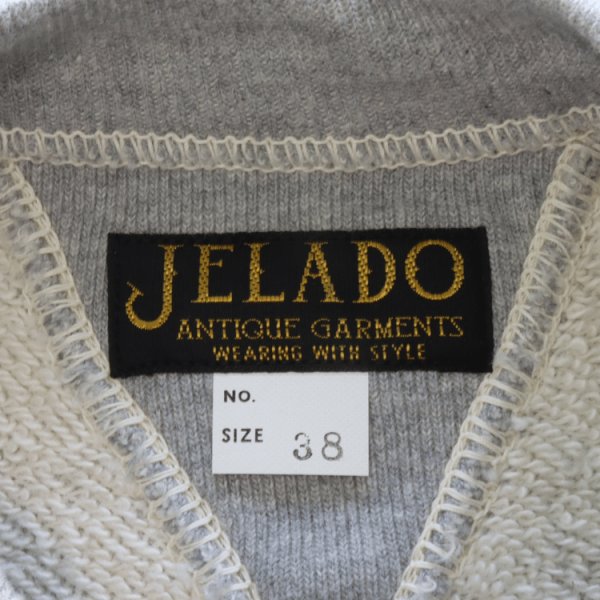 JELADO
ANTIQUE GARMENTS
WEARING WITH STYLE
NO.
SIZE 38